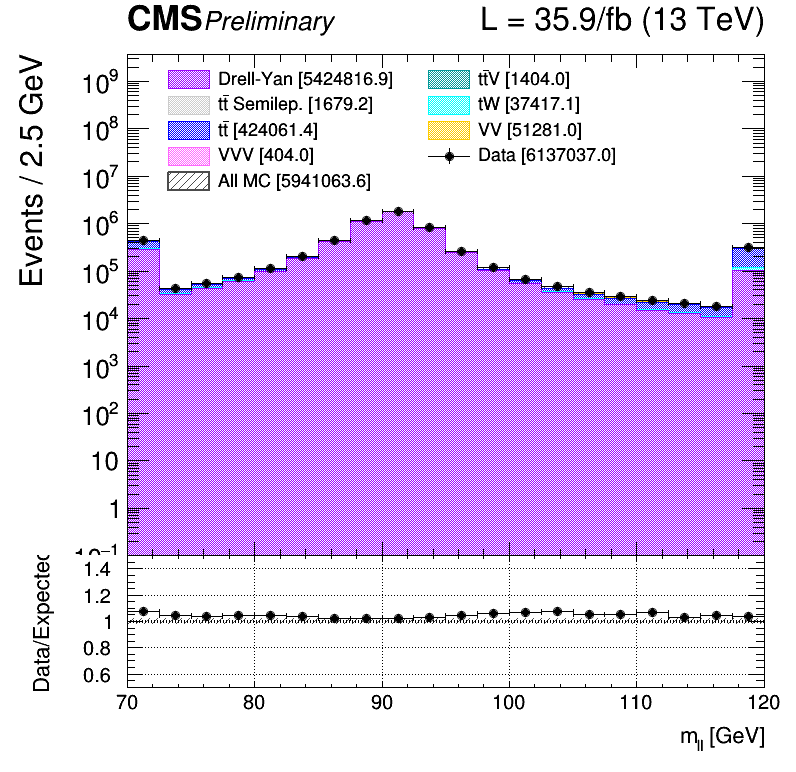 CMS Preliminary L = 35.9/fb (13 TeV)
Events / 2.5 GeV
Drell-Yan [5424816.9]
tt̄ Semilep. [1679.2]
tt̄ [424061.4]
VVV [404.0]
All MC [5941063.6]
tt̄V [1404.0]
tW [37417.1]
VV [51281.0]
Data [6137037.0]
10⁹
10⁸
10⁷
10⁶
10⁵
10⁴
10³
10²
10
1
10⁻¹
Data/Expected
1.4
1.2
1
0.8
0.6
70 80 90 100 110 120
m_ll [GeV]